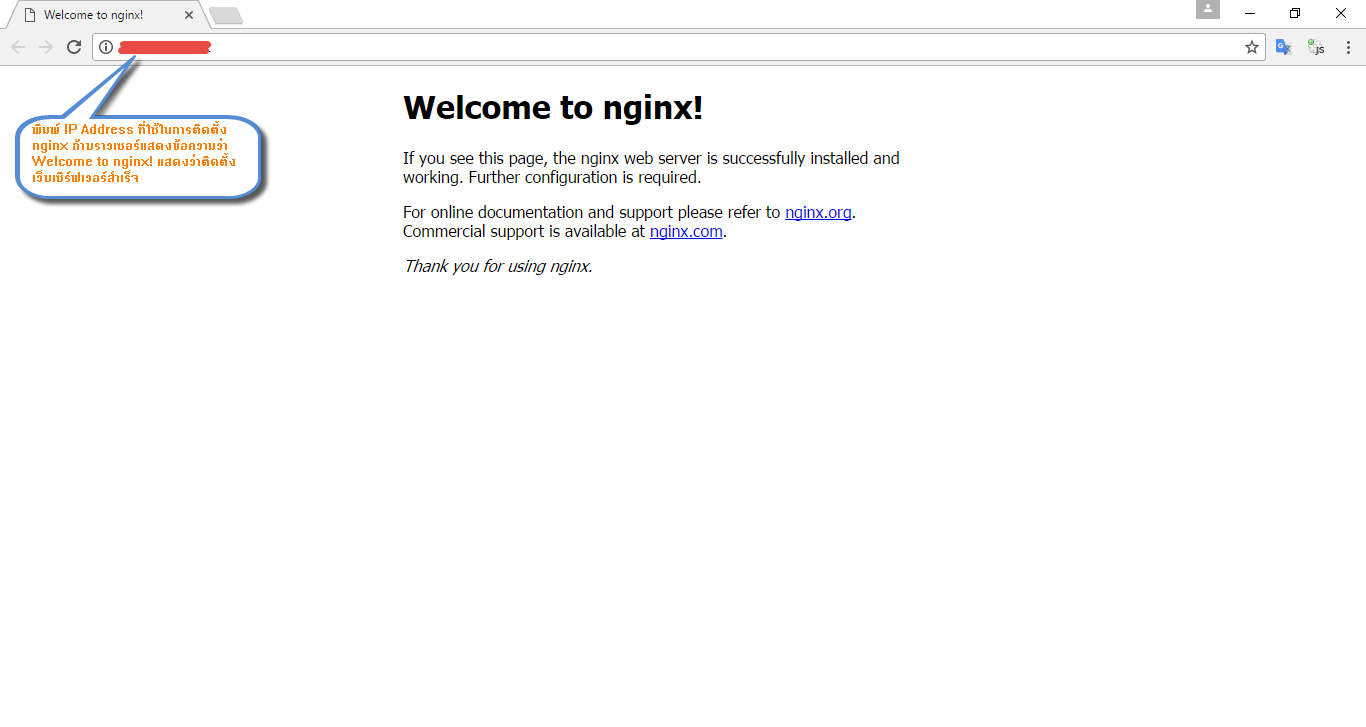 Welcome to nginx!
พิมพ์ IP Address ที่ใช้ในการติดตั้ง
nginx ถ้าบราวเซอร์แสดงข้อความว่า
Welcome to nginx! แสดงว่าติดตั้ง
เว็บเซิร์ฟเวอร์สำเร็จ
Welcome to nginx!
If you see this page, the nginx web server is successfully installed and
working. Further configuration is required.
For online documentation and support please refer to nginx.org.
Commercial support is available at nginx.com.
Thank you for using nginx.
G
js